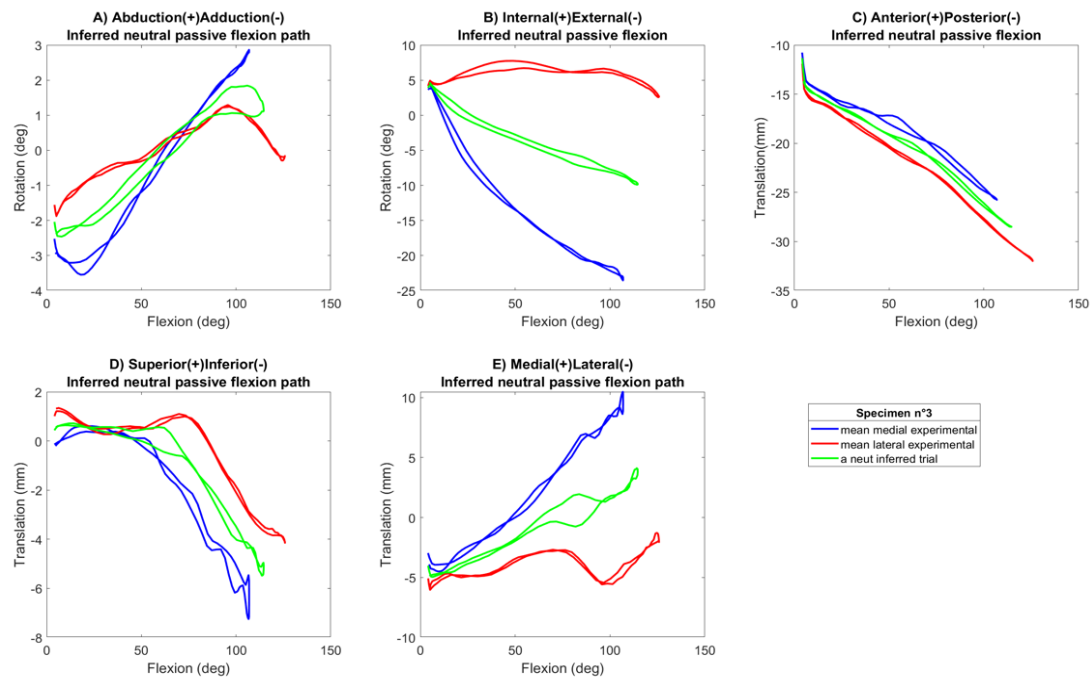 A) Abduction(+)Adduction(-)
Inferred neutral passive flexion path
3
2
1
0
-1
-2
-3
-4
Rotation (deg)
0
50
100
150
Flexion (deg)
B) Internal(+)External(-)
Inferred neutral passive flexion
10
5
0
-5
-10
-15
-20
-25
Rotation (deg)
0
50
100
150
Flexion (deg)
C) Anterior(+)Posterior(-)
Inferred neutral passive flexion
-10
-15
-20
-25
-30
-35
Translation(mm)
0
50
100
150
Flexion (deg)
D) Superior(+)Inferior(-)
Inferred neutral passive flexion path
2
0
-2
-4
-6
-8
Translation (mm)
0
50
100
150
Flexion (deg)
E) Medial(+)Lateral(-)
Inferred neutral passive flexion path
10
5
0
-5
-10
Translation (mm)
0
50
100
150
Flexion (deg)
Specimen n°3
mean medial experimental
mean lateral experimental
a neut inferred trial